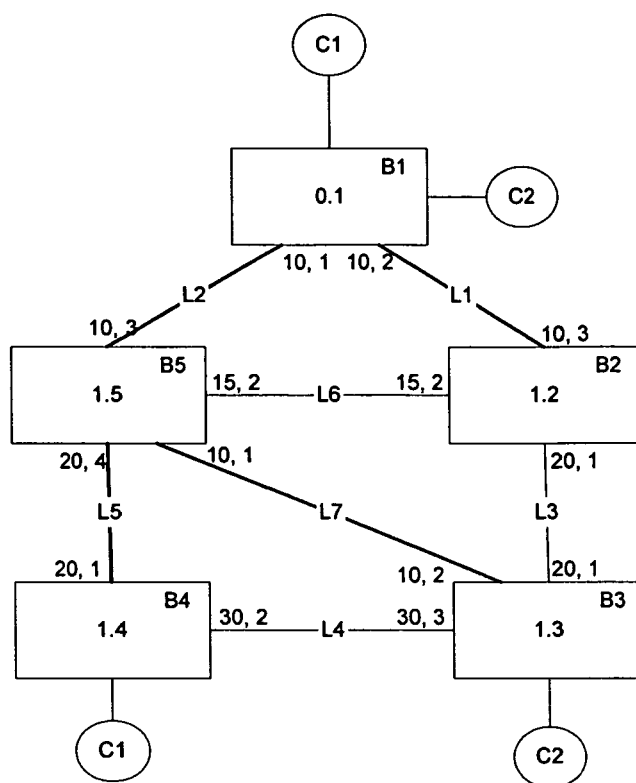 C1
B1
0.1
C2
10, 1
10, 2
L2
L1
10, 3
10, 3
B5
B2
1.5
15, 2
L6
15, 2
1.2
20, 4
10, 1
20, 1
L5
L7
L3
20, 1
10, 2
20, 1
B4
B3
1.4
30, 2
L4
30, 3
1.3
C1
C2